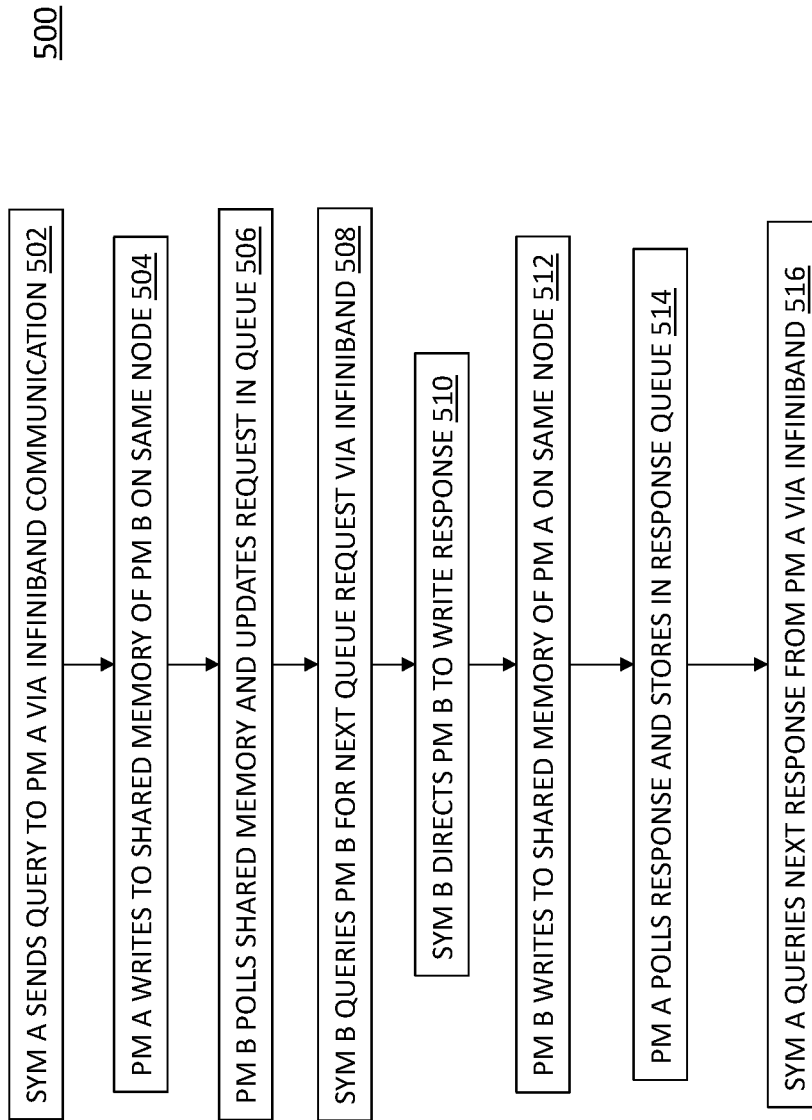 500
SYM A SENDS QUERY TO PM A VIA INFINIBAND COMMUNICATION 502
PM A WRITES TO SHARED MEMORY OF PM B ON SAME NODE 504
PM B POLLS SHARED MEMORY AND UPDATES REQUEST IN QUEUE 506
SYM B QUERIES PM B FOR NEXT QUEUE REQUEST VIA INFINIBAND 508
SYM B DIRECTS PM B TO WRITE RESPONSE 510
PM B WRITES TO SHARED MEMORY OF PM A ON SAME NODE 512
PM A POLLS RESPONSE AND STORES IN RESPONSE QUEUE 514
SYM A QUERIES NEXT RESPONSE FROM PM A VIA INFINIBAND 516